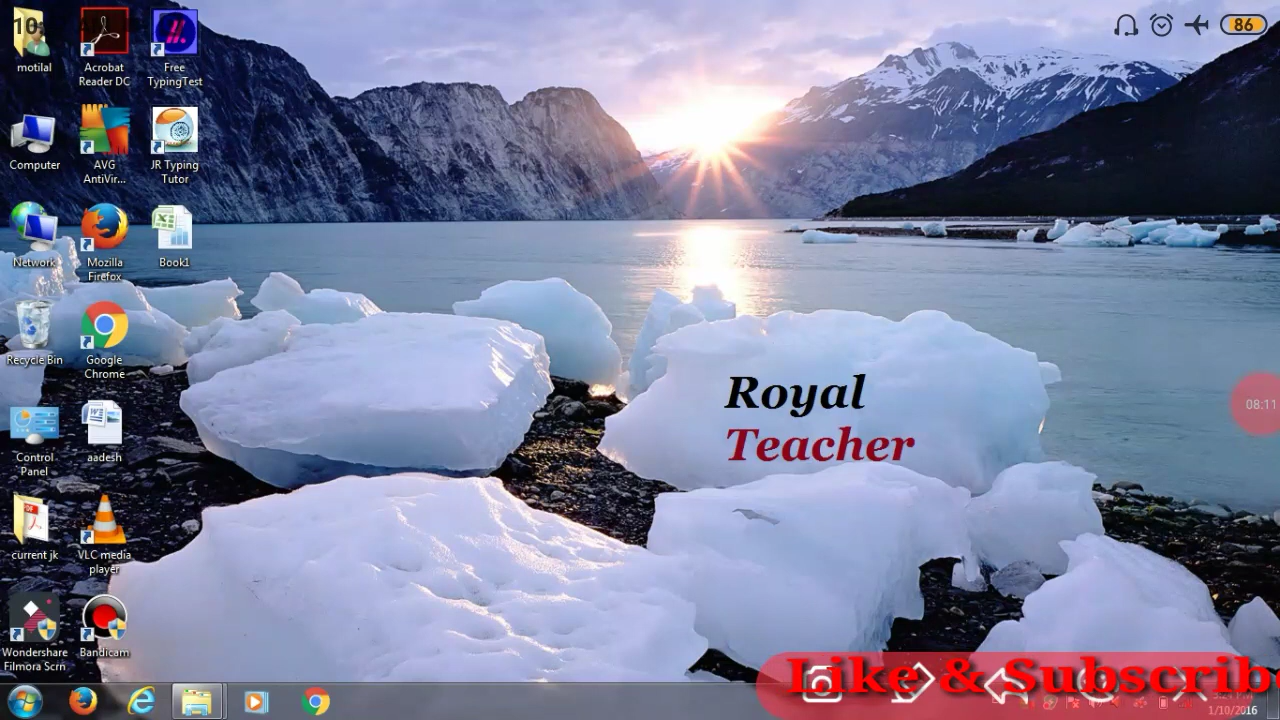 motilal
Acrobat
Reader DC
Free
TypingTest
86
Computer
AVG
AntiVir...
JR Typing
Tutor
Network
Mozilla
Firefox
Book1
Recycle Bin
Google
Chrome
Royal
Teacher
08:11
Control
Panel
aadesh
current jk
VLC media
player
Wondershare
Filmora Scrn
Bandicam
Like & Subscribe
1/10/2016